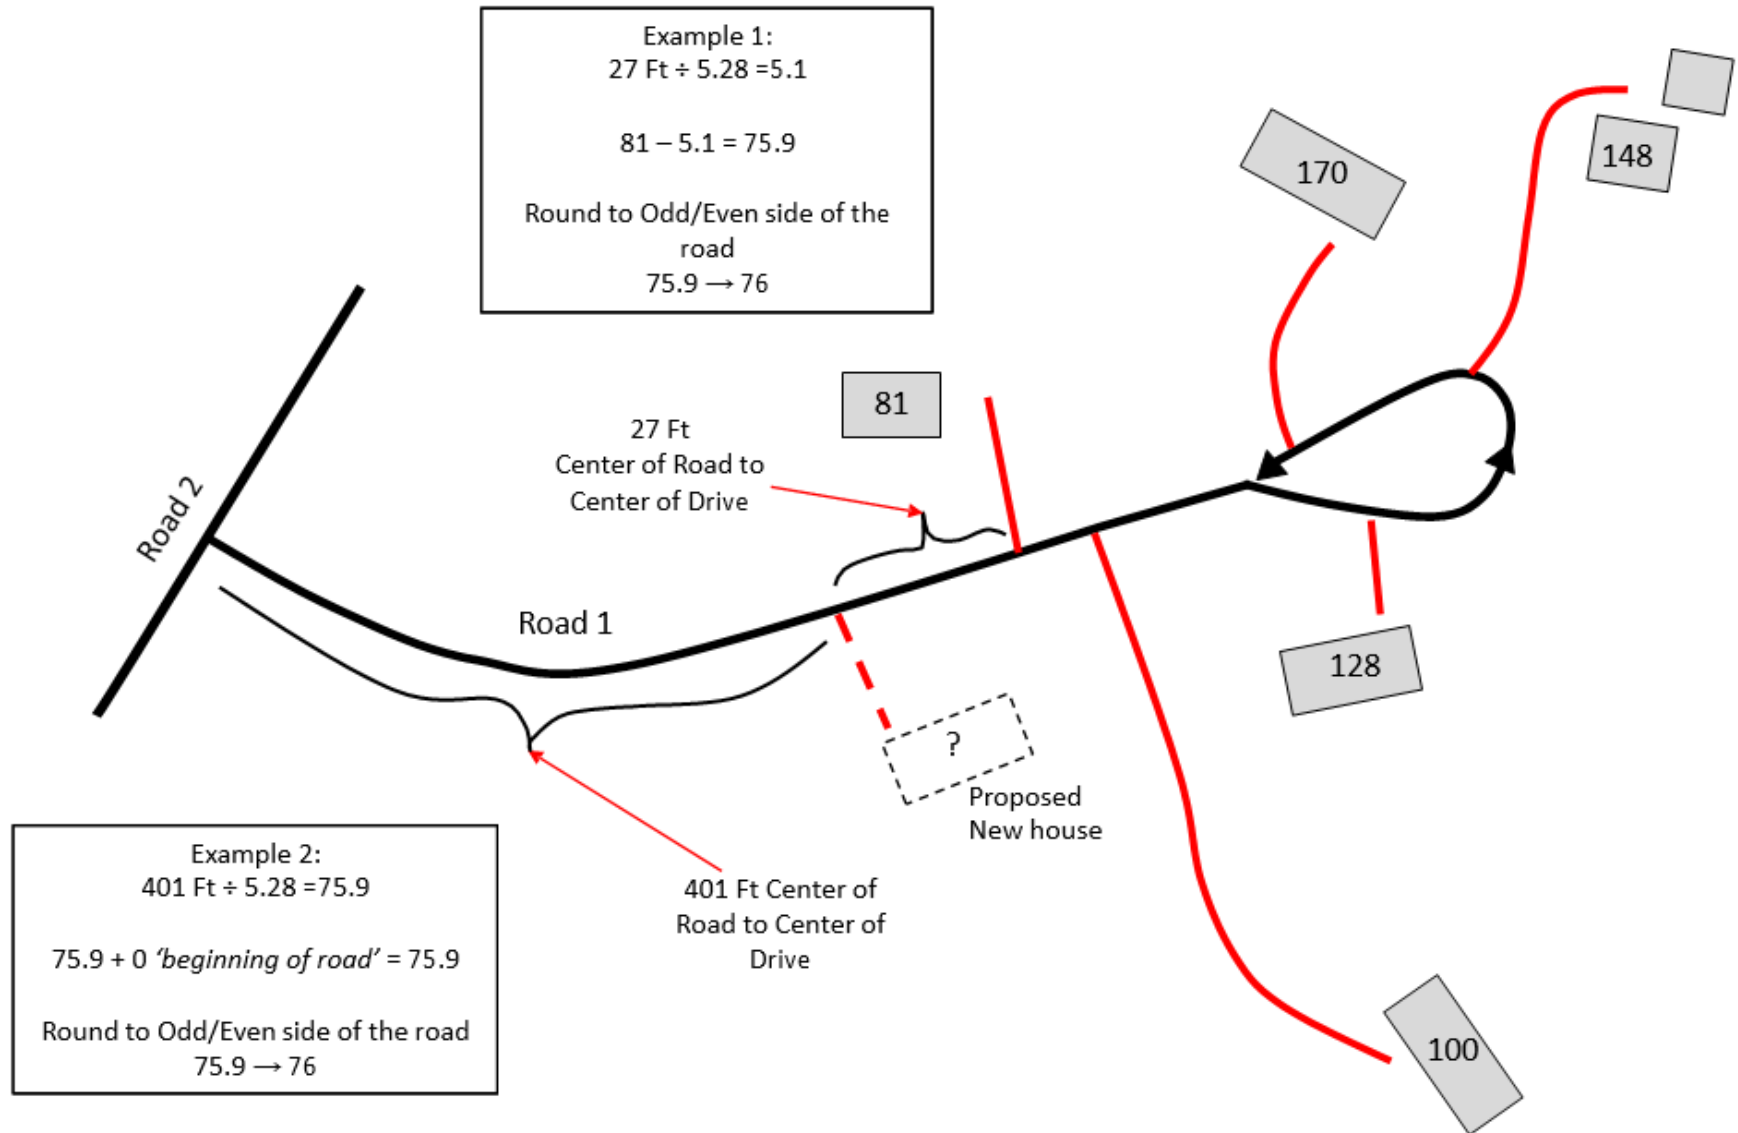 Example 1:
27 Ft ÷ 5.28 =5.1
81 – 5.1 = 75.9
Round to Odd/Even side of the
road
75.9 → 76
170
148
81
27 Ft
Center of Road to
Center of Drive
Road 2
Road 1
128
?
Proposed
New house
Example 2:
401 Ft ÷ 5.28 =75.9
75.9 + 0 ‘beginning of road’ = 75.9
Round to Odd/Even side of the road
75.9 → 76
401 Ft Center of
Road to Center of
Drive
100